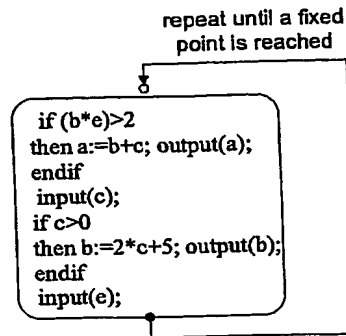 repeat until a fixed
point is reached
if (b*e)>2
then a:=b+c; output(a);
endif
input(c);
if c>0
then b:=2*c+5; output(b);
endif
input(e);